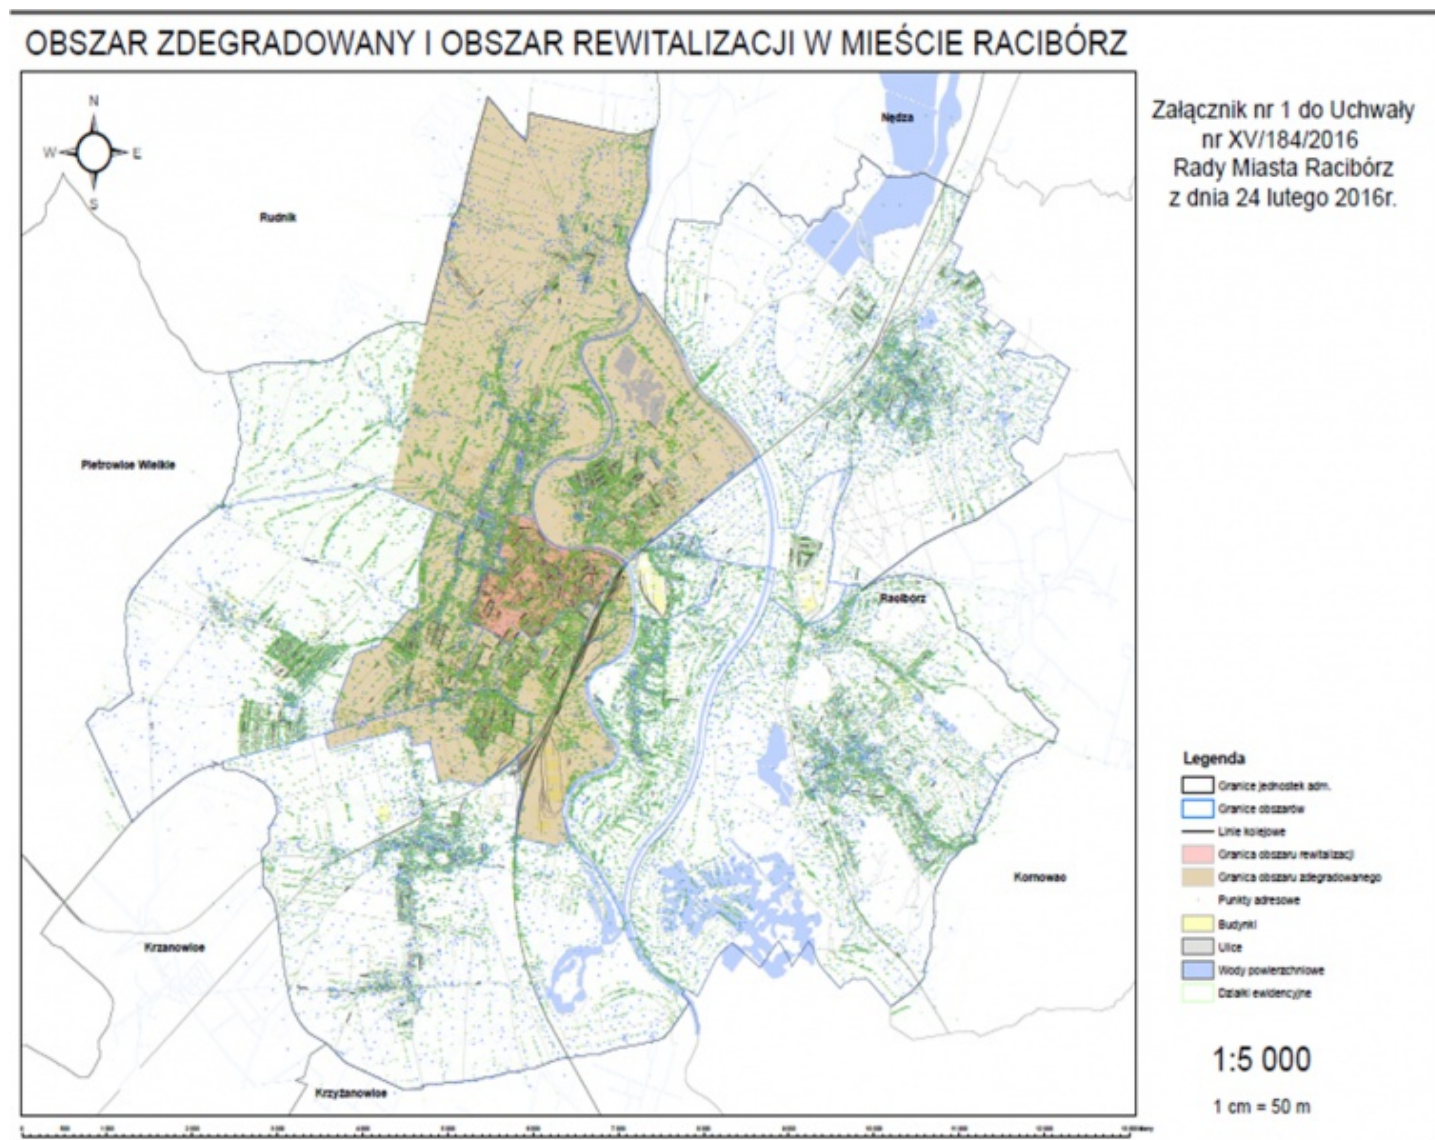 OBSZAR ZDEGRADOWANY I OBSZAR REWITALIZACJI W MIEŚCIE RACIBÓRZ
Załącznik nr 1 do Uchwały
nr XV/184/2016
Rady Miasta Racibórz
z dnia 24 lutego 2016r.
N
W
E
S
Nędza
Rudnik
Pietrowice Wielkie
Racibórz
Kornowac
Krzanowice
Krzyżanowice
Legenda
Granice jednostek adm.
Granice obszarów
Linie kolejowe
Granica obszaru rewitalizacji
Granica obszaru zdegradowanego
Punkty adresowe
Budynki
Ulice
Wody powierzchniowe
Działki ewidencyjne
1:5 000
1 cm = 50 m